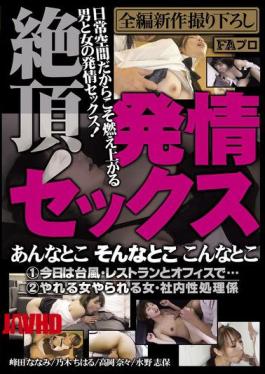 全編新作撮り下ろし
FAプロ
日常空間だからこそ燃え上がる
男と女の発情セックス！
絶頂
発情
セックス
あんなとこ そんなとこ こんなとこ
①今日は台風・レストランとオフィスで…
②やれる女やられる女・社内性処理係
JAVHD
峰田ななみ/乃木ちはる/高岡奈々/水野志保